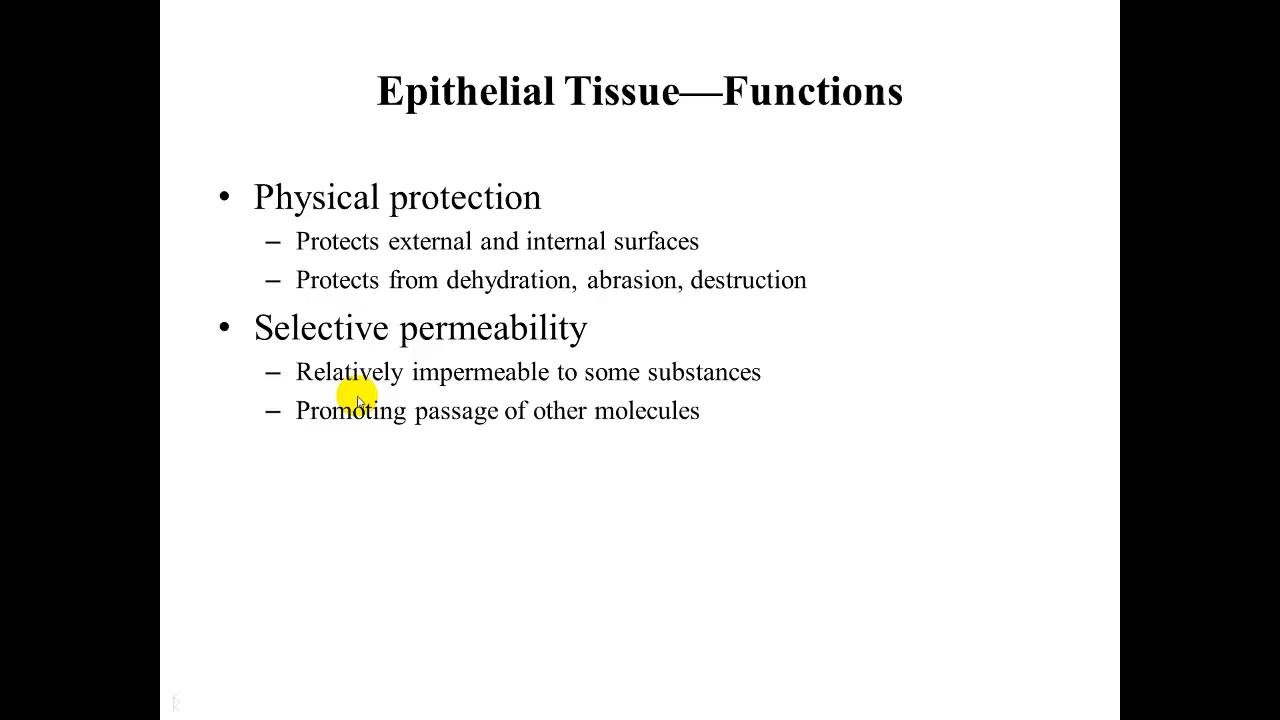 Epithelial Tissue—Functions
• Physical protection
– Protects external and internal surfaces
– Protects from dehydration, abrasion, destruction
• Selective permeability
– Relatively impermeable to some substances
– Promoting passage of other molecules